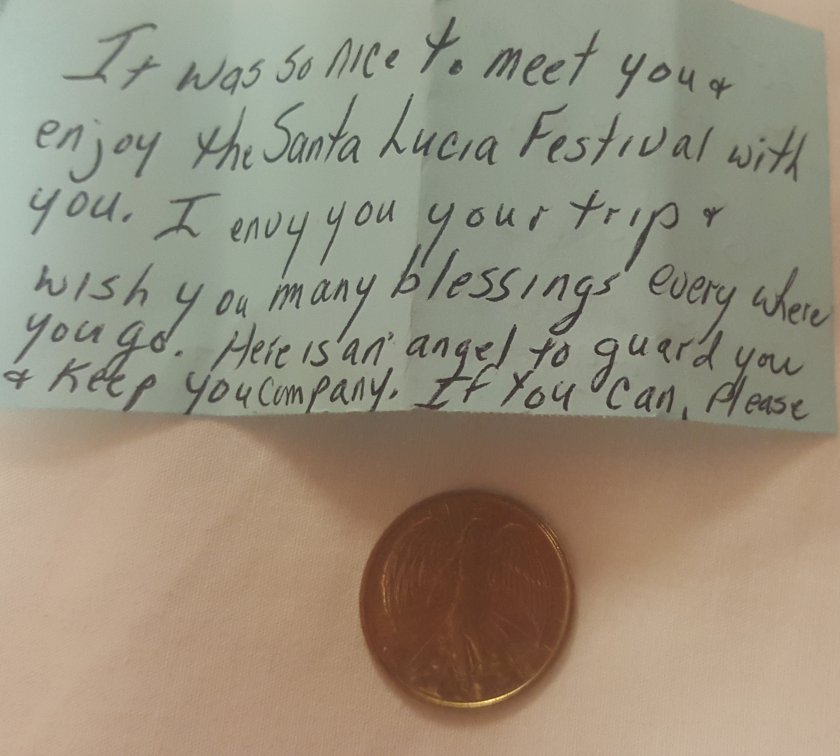 It was so nice to meet you &
enjoy the Santa Lucia Festival with
you. I envy you your trip &
wish you many blessings every where
you go. Here is an angel to guard you
& Keep you company. If You Can, Please